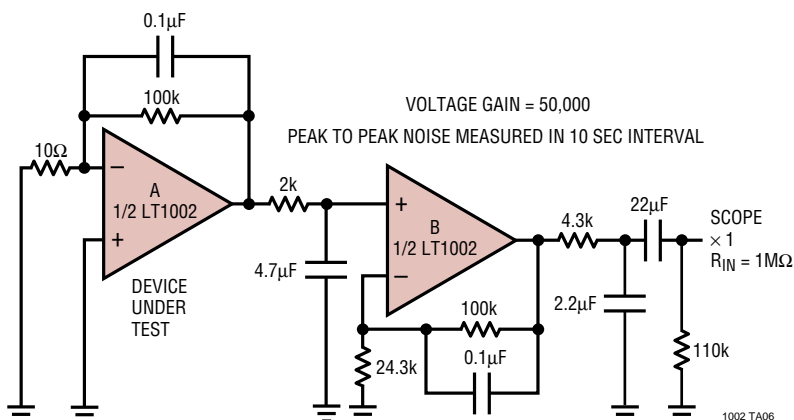 0.1µF
100k
10Ω
–
A
1/2 LT1002
+
DEVICE
UNDER
TEST
VOLTAGE GAIN = 50,000
PEAK TO PEAK NOISE MEASURED IN 10 SEC INTERVAL
2k
4.7µF
+
B
1/2 LT1002
–
100k
0.1µF
24.3k
4.3k
22µF
2.2µF
SCOPE
× 1
RIN = 1MΩ
110k
1002 TA06